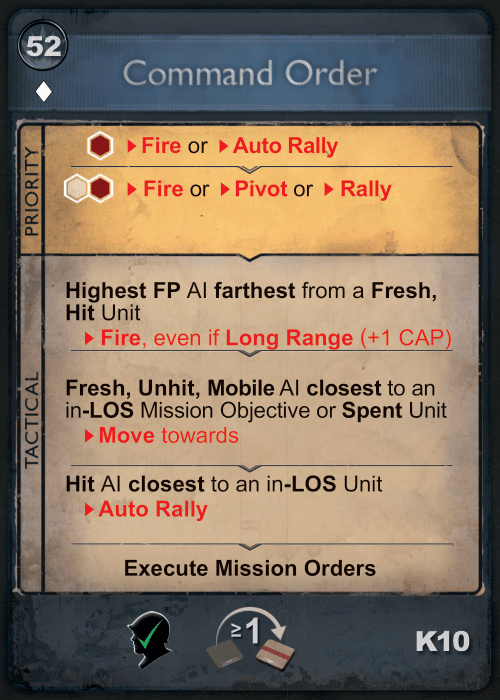 52
Command Order
PRIORITY
Fire or Auto Rally
Fire or Pivot or Rally
TACTICAL
Highest FP AI farthest from a Fresh,
Hit Unit
Fire, even if Long Range (+1 CAP)
Fresh, Unhit, Mobile AI closest to an
in-LOS Mission Objective or Spent Unit
Move towards
Hit AI closest to an in-LOS Unit
Auto Rally
Execute Mission Orders
≥1
K10